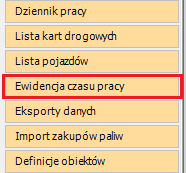 Dziennik pracy
Lista kart drogowych
Lista pojazdów
Ewidencja czasu pracy
Eksporty danych
Import zakupów paliw
Definicje obiektów